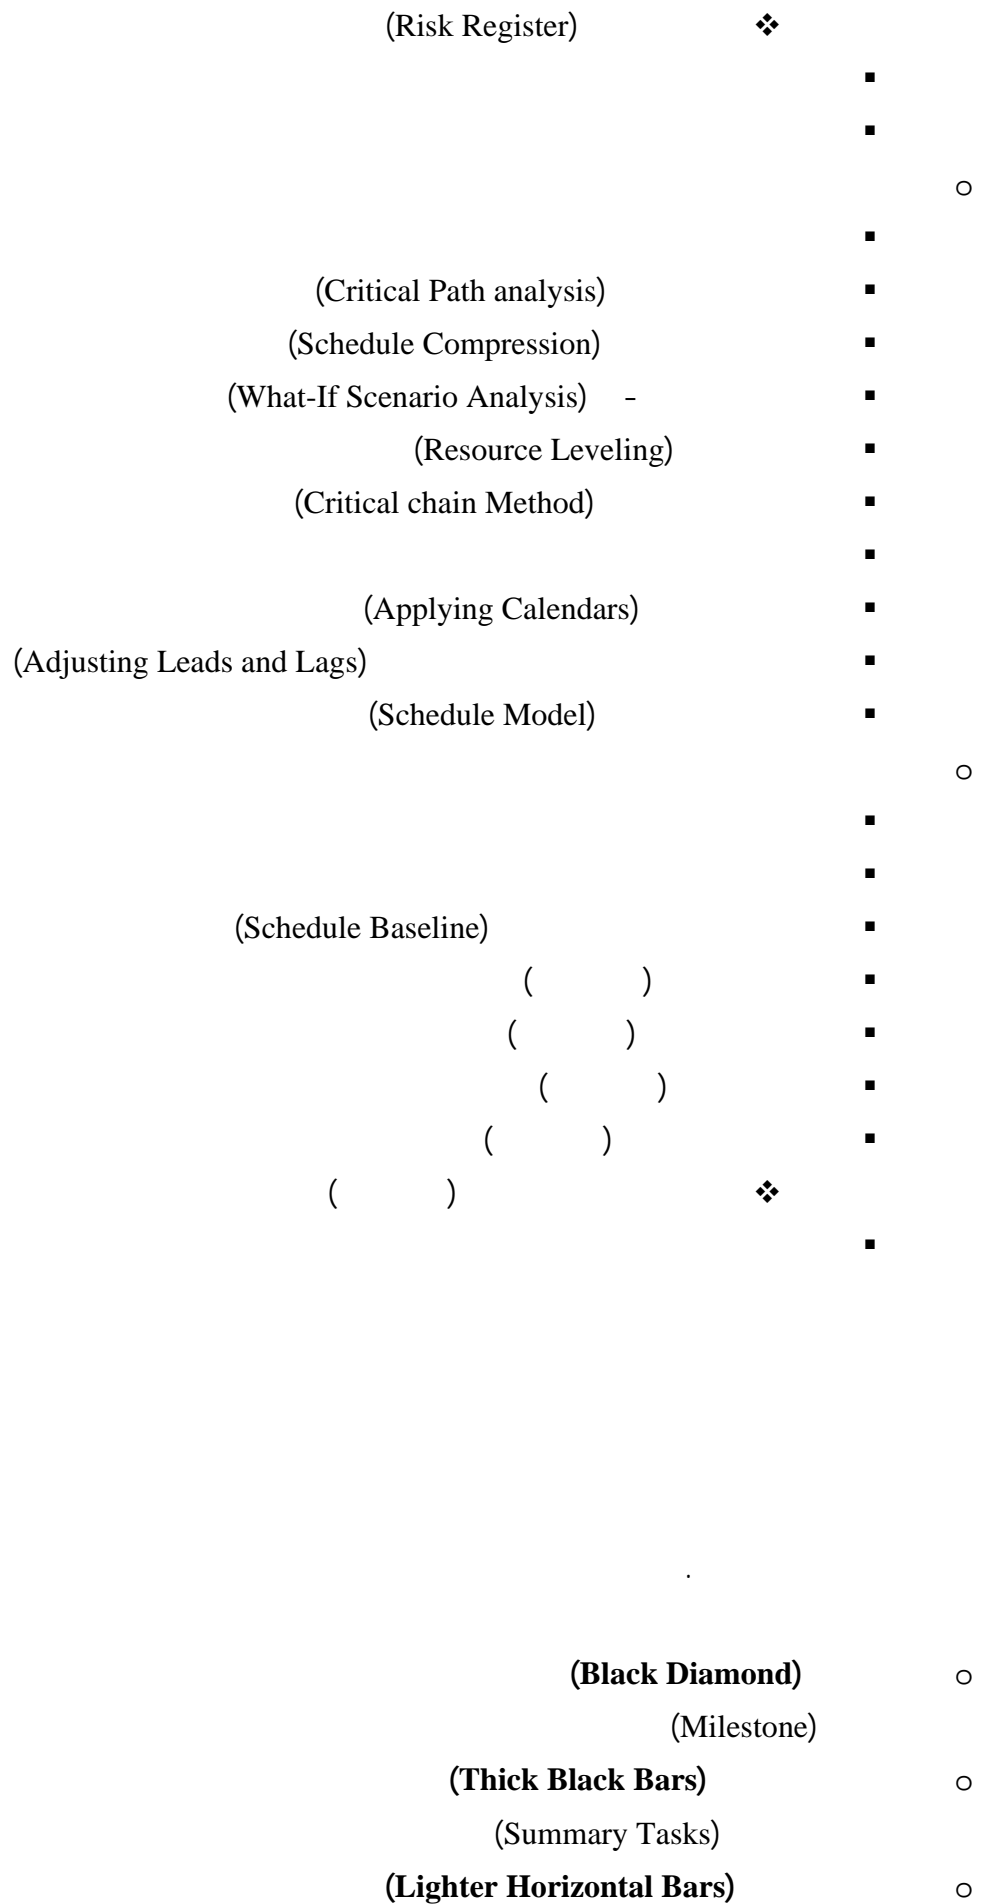 ❖ (Risk Register)
▪
▪
o
▪
▪ (Critical Path analysis)
▪ (Schedule Compression)
▪ - (What-If Scenario Analysis)
▪ (Resource Leveling)
▪ (Critical chain Method)
▪
▪ (Applying Calendars)
▪ (Adjusting Leads and Lags)
▪ (Schedule Model)
o
▪
▪
▪ (Schedule Baseline)
▪ ( )
▪ ( )
▪ ( )
▪ ( )
❖ ( )
▪
.
o (Black Diamond)
(Milestone)
o (Thick Black Bars)
(Summary Tasks)
o (Lighter Horizontal Bars)